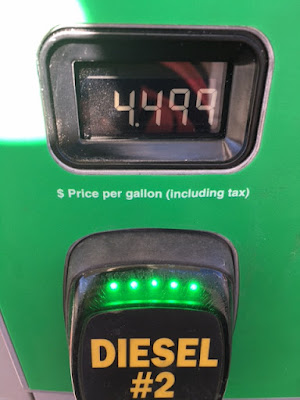 4.499
$ Price per gallon (including tax)
DIESEL
#2